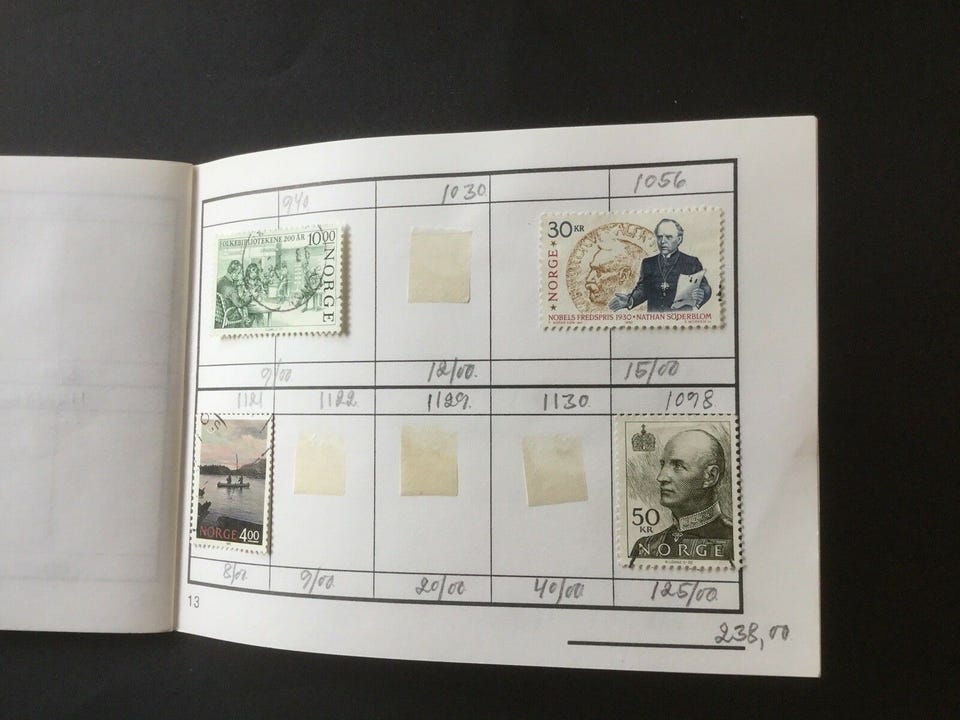 940 1030 1056
FOLKEBIBLIOTEKENE 200 ÅR 10.00
NORGE
30 KR
NORGE
NOBELS FREDSPRIS 1930 • NATHAN SÖDERBLOM
9/00 12/00. 15/00
1121 1122 1129 1130 1098
NORGE 4.00
50
KR
NORGE
8/00 9/00. 20/00. 40/00 125/00.
13
238,00